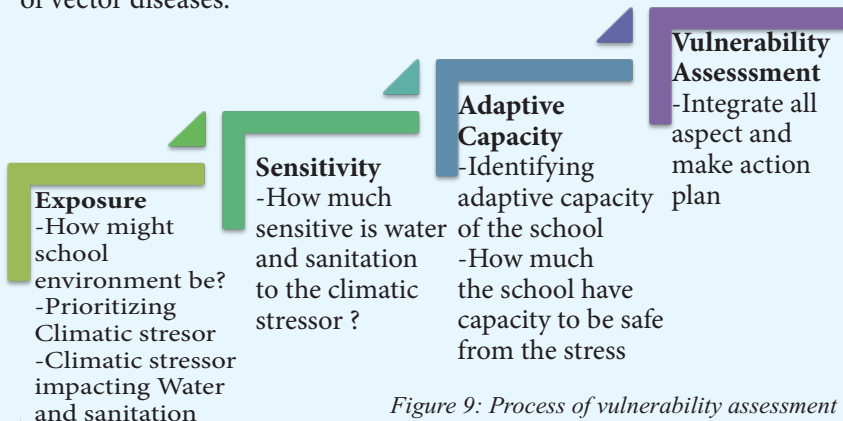 of vector diseases.
Exposure
-How might
school
environment be?
-Prioritizing
Climatic stresor
-Climatic stressor
impacting Water
and sanitation
Sensitivity
-How much
sensitive is water
and sanitation
to the climatic
stressor ?
Adaptive
Capacity
-Identifying
adaptive capacity
of the school
-How much
the school have
capacity to be safe
from the stress
Vulnerability
Assesssment
-Integrate all
aspect and
make action
plan
Figure 9: Process of vulnerability assessment